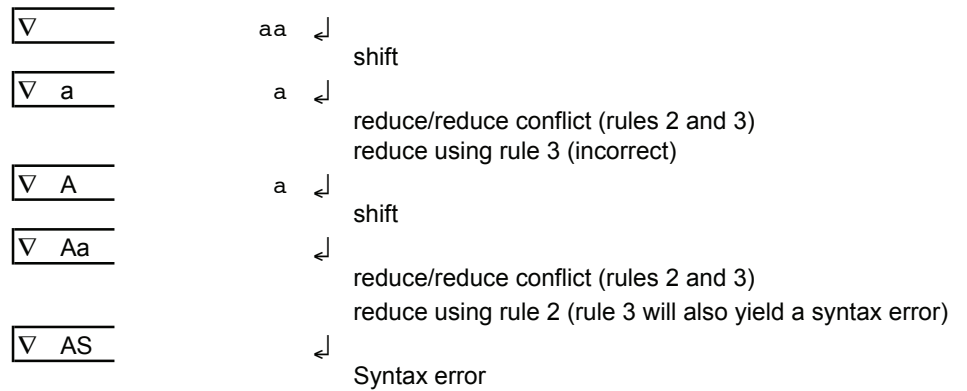 ∇ aa ↲
shift
∇ a a ↲
reduce/reduce conflict (rules 2 and 3)
reduce using rule 3 (incorrect)
∇ A a ↲
shift
∇ Aa ↲
reduce/reduce conflict (rules 2 and 3)
reduce using rule 2 (rule 3 will also yield a syntax error)
∇ AS ↲
Syntax error